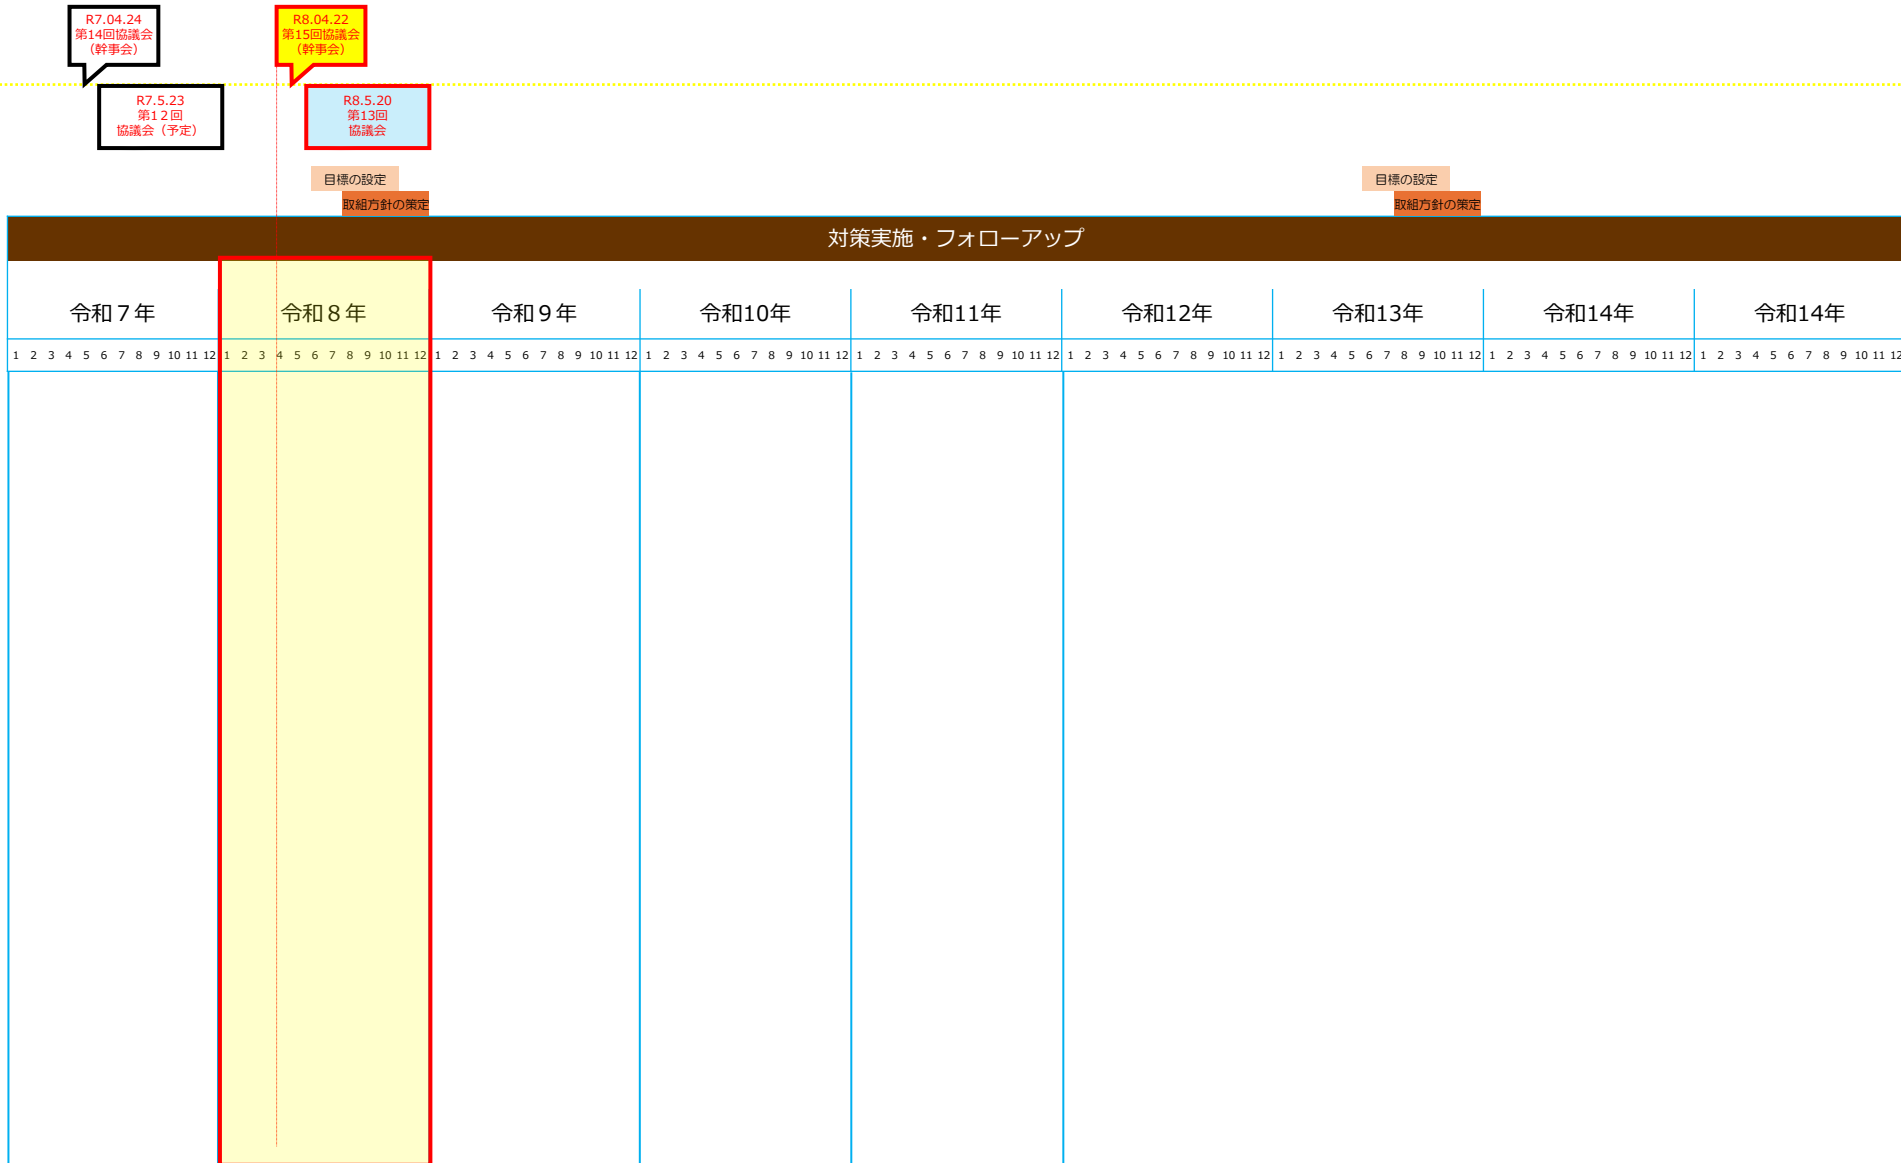 R7.04.24
第14回協議会
（幹事会）
R8.04.22
第15回協議会
（幹事会）
R7.5.23
第１２回
協議会（予定）
R8.5.20
第13回
協議会
目標の設定
取組方針の策定
目標の設定
取組方針の策定
対策実施・フォローアップ
令和７年 令和８年 令和９年 令和10年 令和11年 令和12年 令和13年 令和14年 令和14年
1 2 3 4 5 6 7 8 9 10 11 12 1 2 3 4 5 6 7 8 9 10 11 12 1 2 3 4 5 6 7 8 9 10 11 12 1 2 3 4 5 6 7 8 9 10 11 12 1 2 3 4 5 6 7 8 9 10 11 12 1 2 3 4 5 6 7 8 9 10 11 12 1 2 3 4 5 6 7 8 9 10 11 12 1 2 3 4 5 6 7 8 9 10 11 12 1 2 3 4 5 6 7 8 9 10 11 12